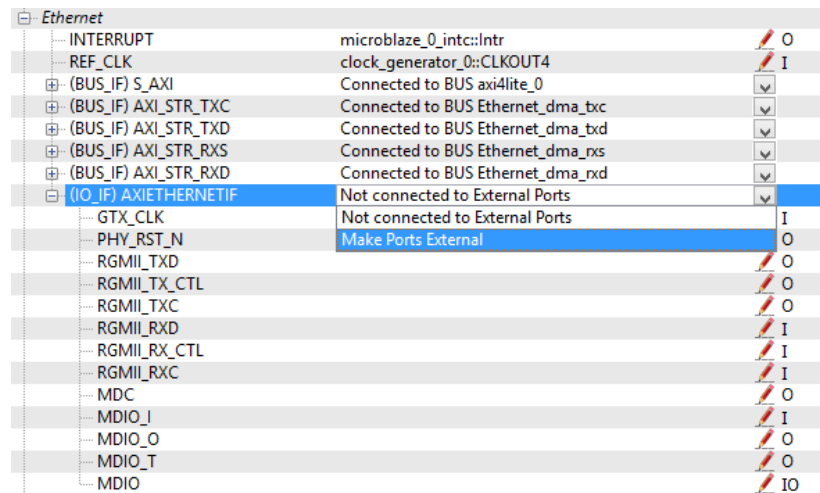 Ethernet
INTERRUPT microblaze_0_intc::Intr O
REF_CLK clock_generator_0::CLKOUT4 I
(BUS_IF) S_AXI Connected to BUS axi4lite_0
(BUS_IF) AXI_STR_TXC Connected to BUS Ethernet_dma_txc
(BUS_IF) AXI_STR_TXD Connected to BUS Ethernet_dma_txd
(BUS_IF) AXI_STR_RXS Connected to BUS Ethernet_dma_rxs
(BUS_IF) AXI_STR_RXD Connected to BUS Ethernet_dma_rxd
(IO_IF) AXIETHERNETIF Not connected to External Ports
GTX_CLK Not connected to External Ports I
PHY_RST_N Make Ports External O
RGMII_TXD O
RGMII_TX_CTL O
RGMII_TXC O
RGMII_RXD I
RGMII_RX_CTL I
RGMII_RXC I
MDC O
MDIO_I I
MDIO_O O
MDIO_T O
MDIO IO